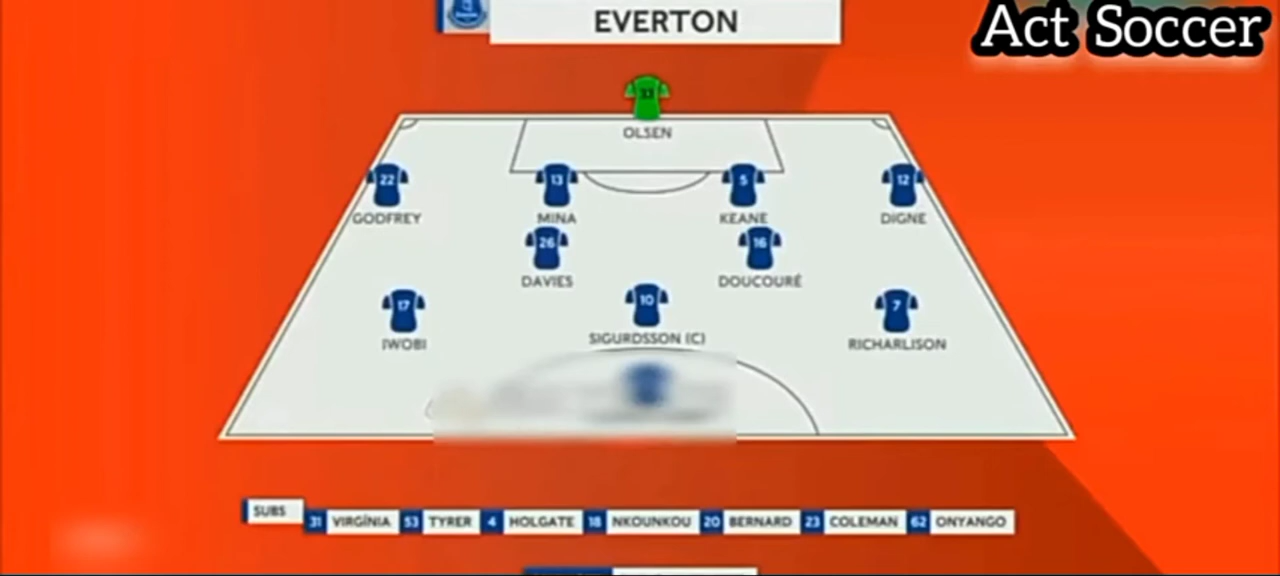 EVERTON
Act Soccer
33
OLSEN
22 13 5 12
GODFREY MINA KEANE DIGNE
26 16
DAVIES DOUCOURÉ
17 10 7
SIGURDSSON (C)
IWOBI RICHARLISON
SUBS
31 VIRGÍNIA 53 TYRER 4 HOLGATE 18 NKOUNKOU 20 BERNARD 23 COLEMAN 62 ONYANGO